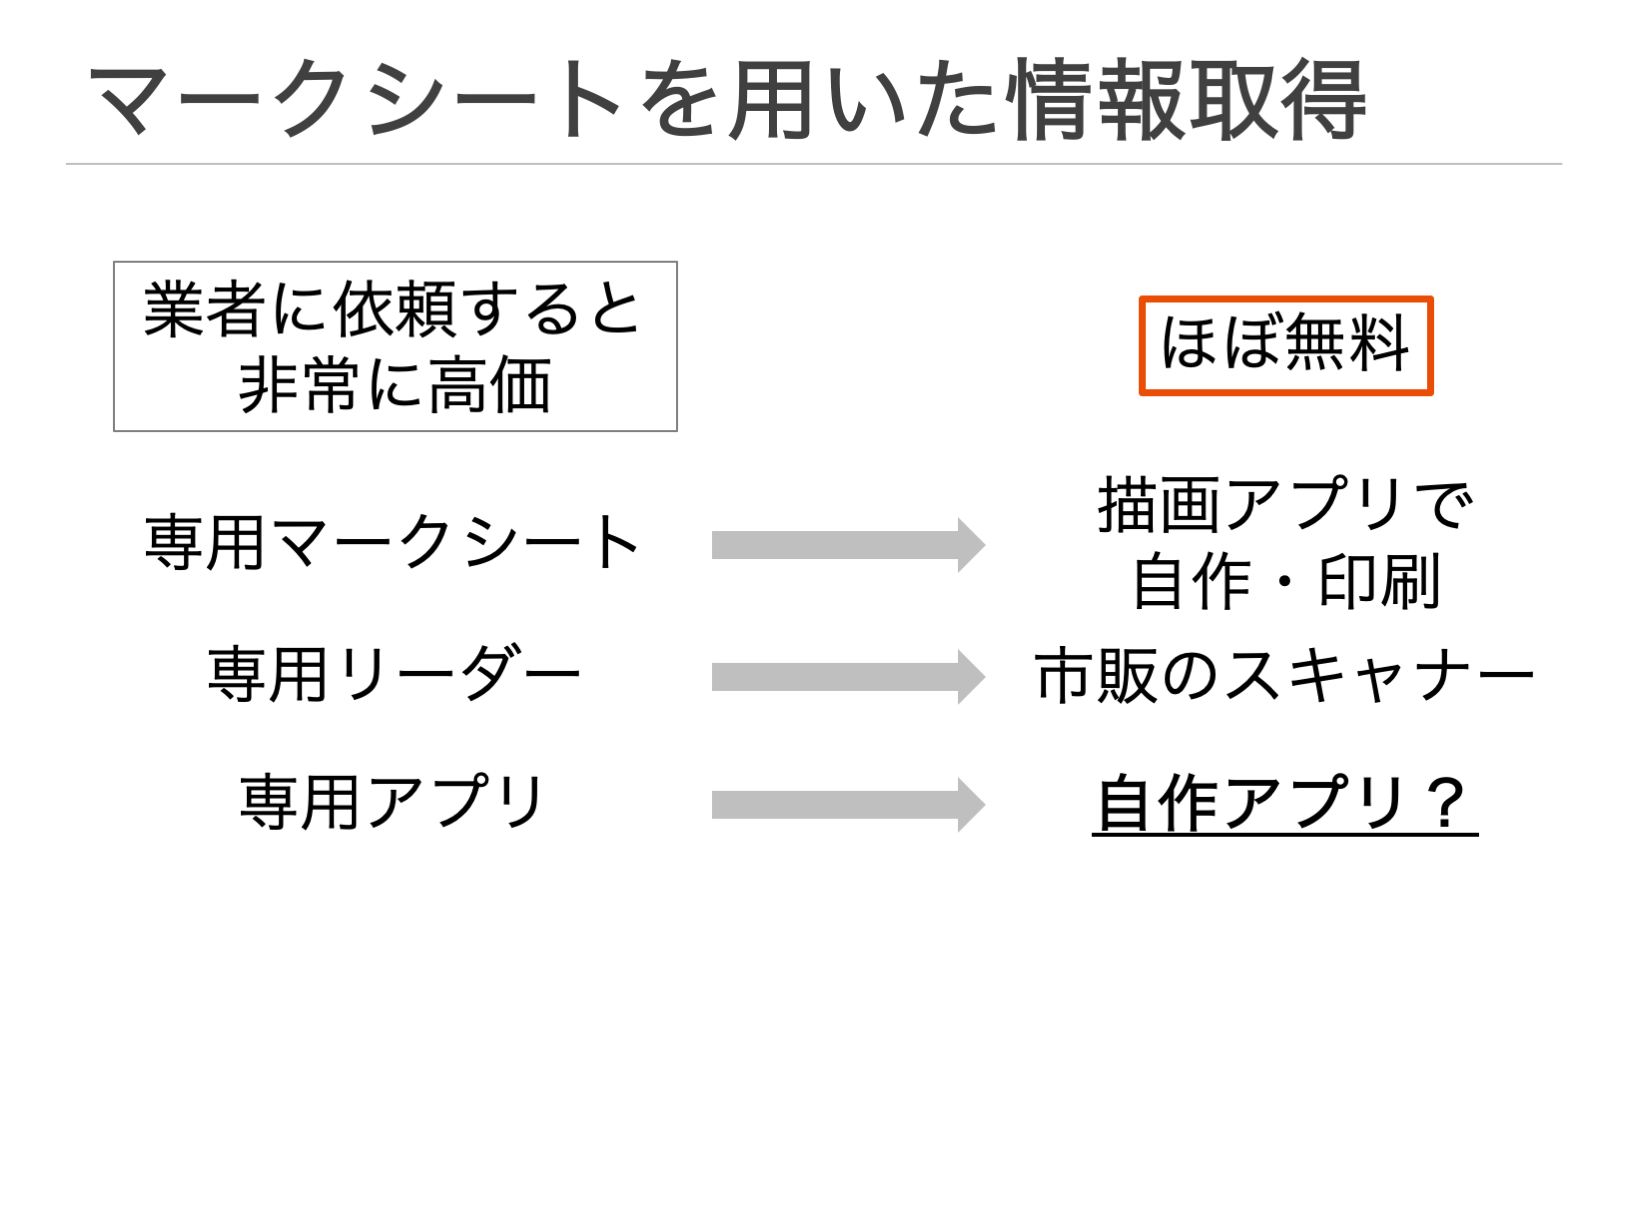 マークシートを用いた情報取得
業者に依頼すると
非常に高価
ほぼ無料
専用マークシート
描画アプリで
自作・印刷
専用リーダー
市販のスキャナー
専用アプリ
自作アプリ？